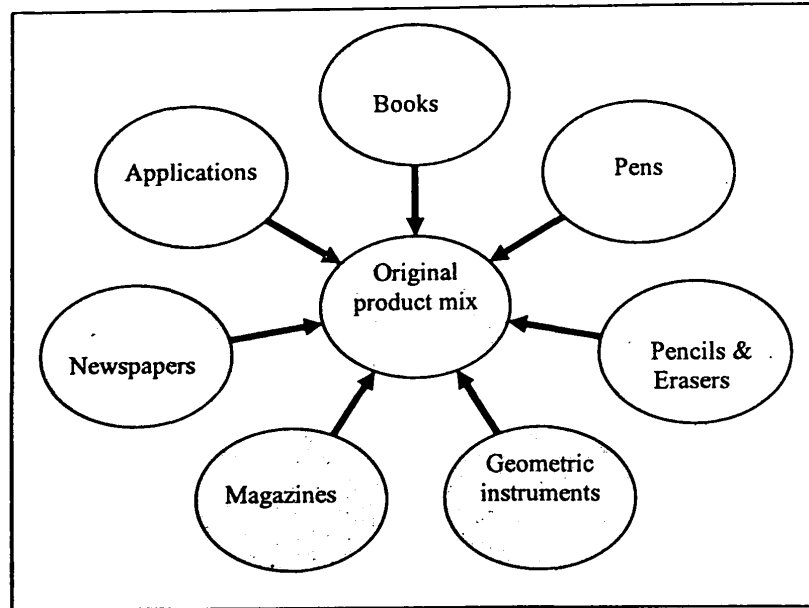 Books
Applications
Pens
Original
product mix
Newspapers
Pencils &
Erasers
Magazines
Geometric
instruments